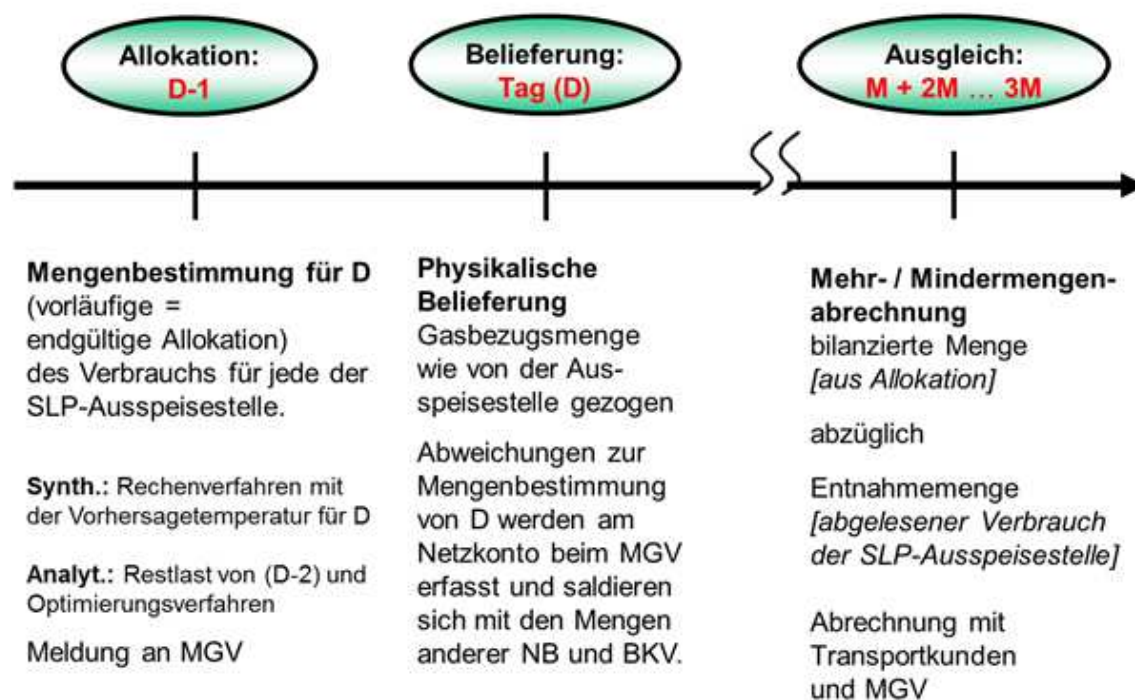 Allokation:
D-1
Belieferung:
Tag (D)
Ausgleich:
M + 2M … 3M
Mengenbestimmung für D
(vorläufige =
endgültige Allokation)
des Verbrauchs für jede der
SLP-Ausspeisestelle.
Synth.: Rechenverfahren mit
der Vorhersagetemperatur für D
Analyt.: Restlast von (D-2) und
Optimierungsverfahren
Meldung an MGV
Physikalische
Belieferung
Gasbezugsmenge
wie von der Aus-
speisestelle gezogen
Abweichungen zur
Mengenbestimmung
von D werden am
Netzkonto beim MGV
erfasst und saldieren
sich mit den Mengen
anderer NB und BKV.
Mehr- / Mindermengen-
abrechnung
bilanzierte Menge
[aus Allokation]
abzüglich
Entnahmemenge
[abgelesener Verbrauch
der SLP-Ausspeisestelle]
Abrechnung mit
Transportkunden
und MGV